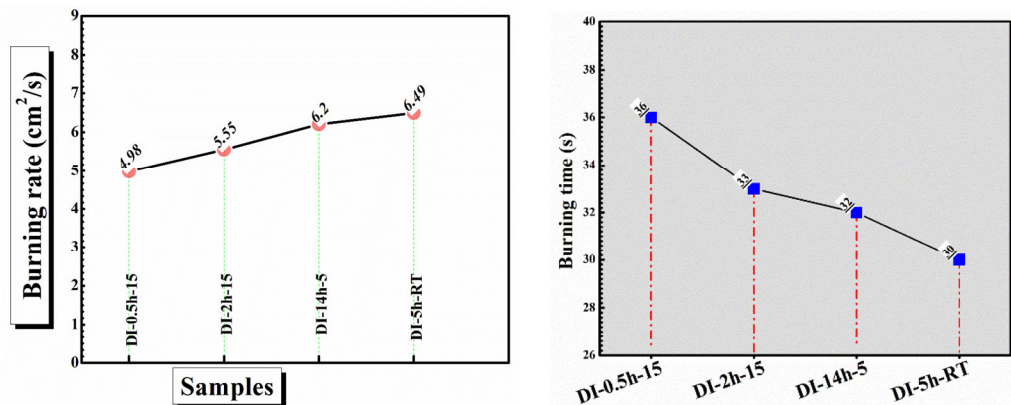 Burning rate (cm²/s)
9
8
7
6
5
4
3
2
1
0
4.98
5.55
6.2
6.49
DI-0.5h-15
DI-2h-15
DI-14h-5
DI-5h-RT
Samples
Burning time (s)
40
38
36
34
32
30
28
26
36
33
32
30
DI-0.5h-15
DI-2h-15
DI-14h-5
DI-5h-RT